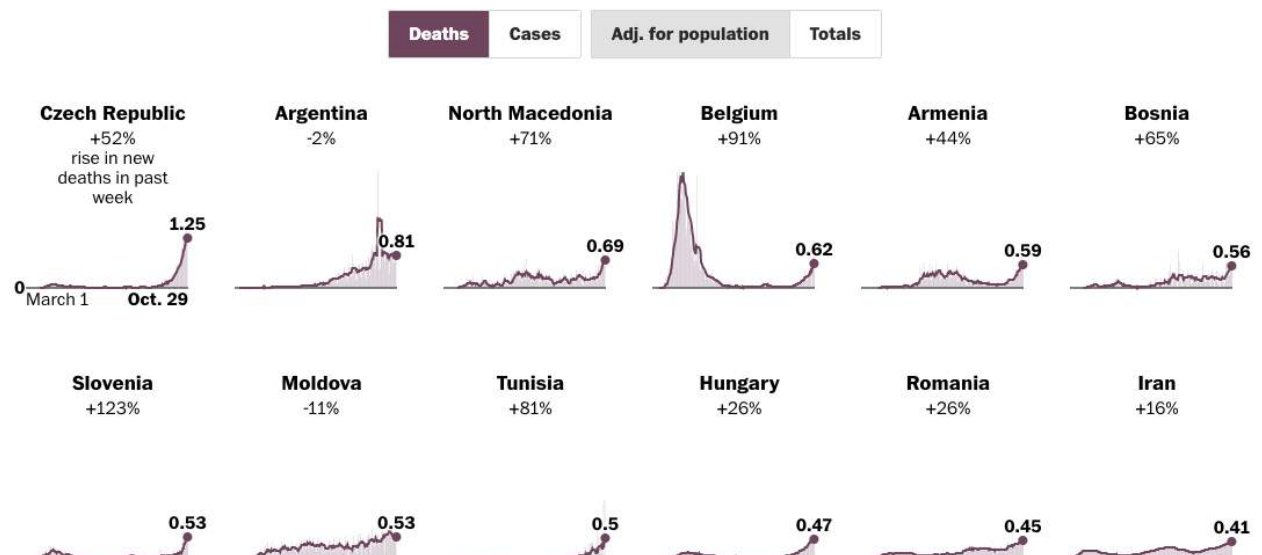 Deaths Cases Adj. for population Totals
Czech Republic Argentina North Macedonia Belgium Armenia Bosnia
+52% -2% +71% +91% +44% +65%
rise in new
deaths in past
week
1.25 0.81 0.69 0.62 0.59 0.56
0
March 1 Oct. 29
Slovenia Moldova Tunisia Hungary Romania Iran
+123% -11% +81% +26% +26% +16%
0.53 0.53 0.5 0.47 0.45 0.41